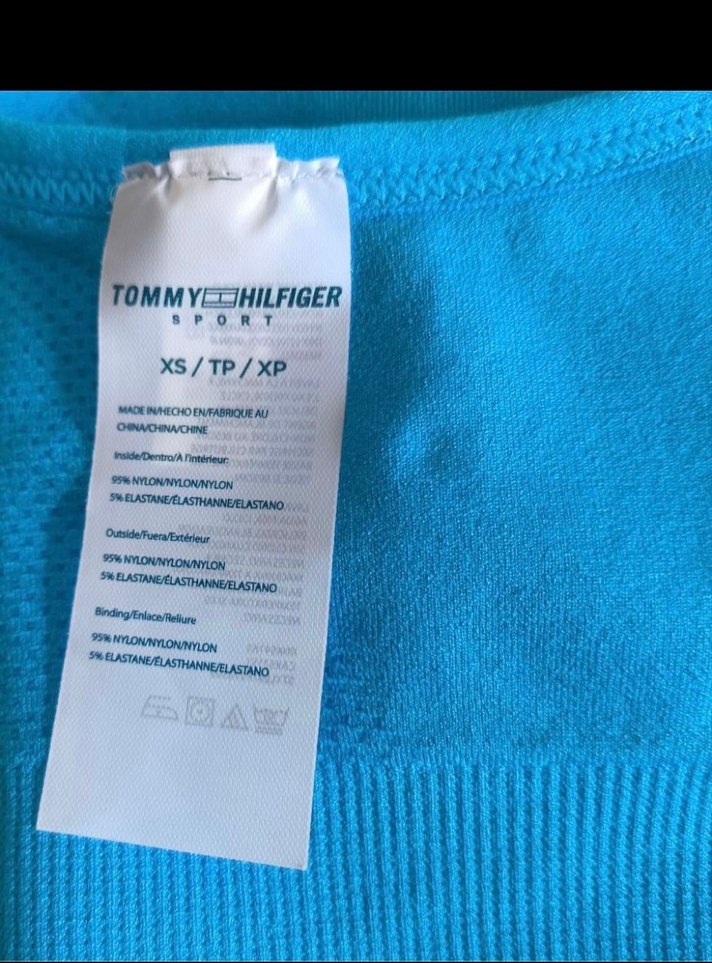 TOMMY HILFIGER
SPORT
XS / TP / XP
MADE IN/HECHO EN/FABRIQUE AU
CHINA/CHINA/CHINE
Inside/Dentro/À l'intérieur:
95% NYLON/NYLON/NYLON
5% ELASTANE/ÉLASTHANNE/ELASTANO
Outside/Fuera/Extérieur
95% NYLON/NYLON/NYLON
5% ELASTANE/ÉLASTHANNE/ELASTANO
Binding/Enlace/Reliure
95% NYLON/NYLON/NYLON
5% ELASTANE/ÉLASTHANNE/ELASTANO